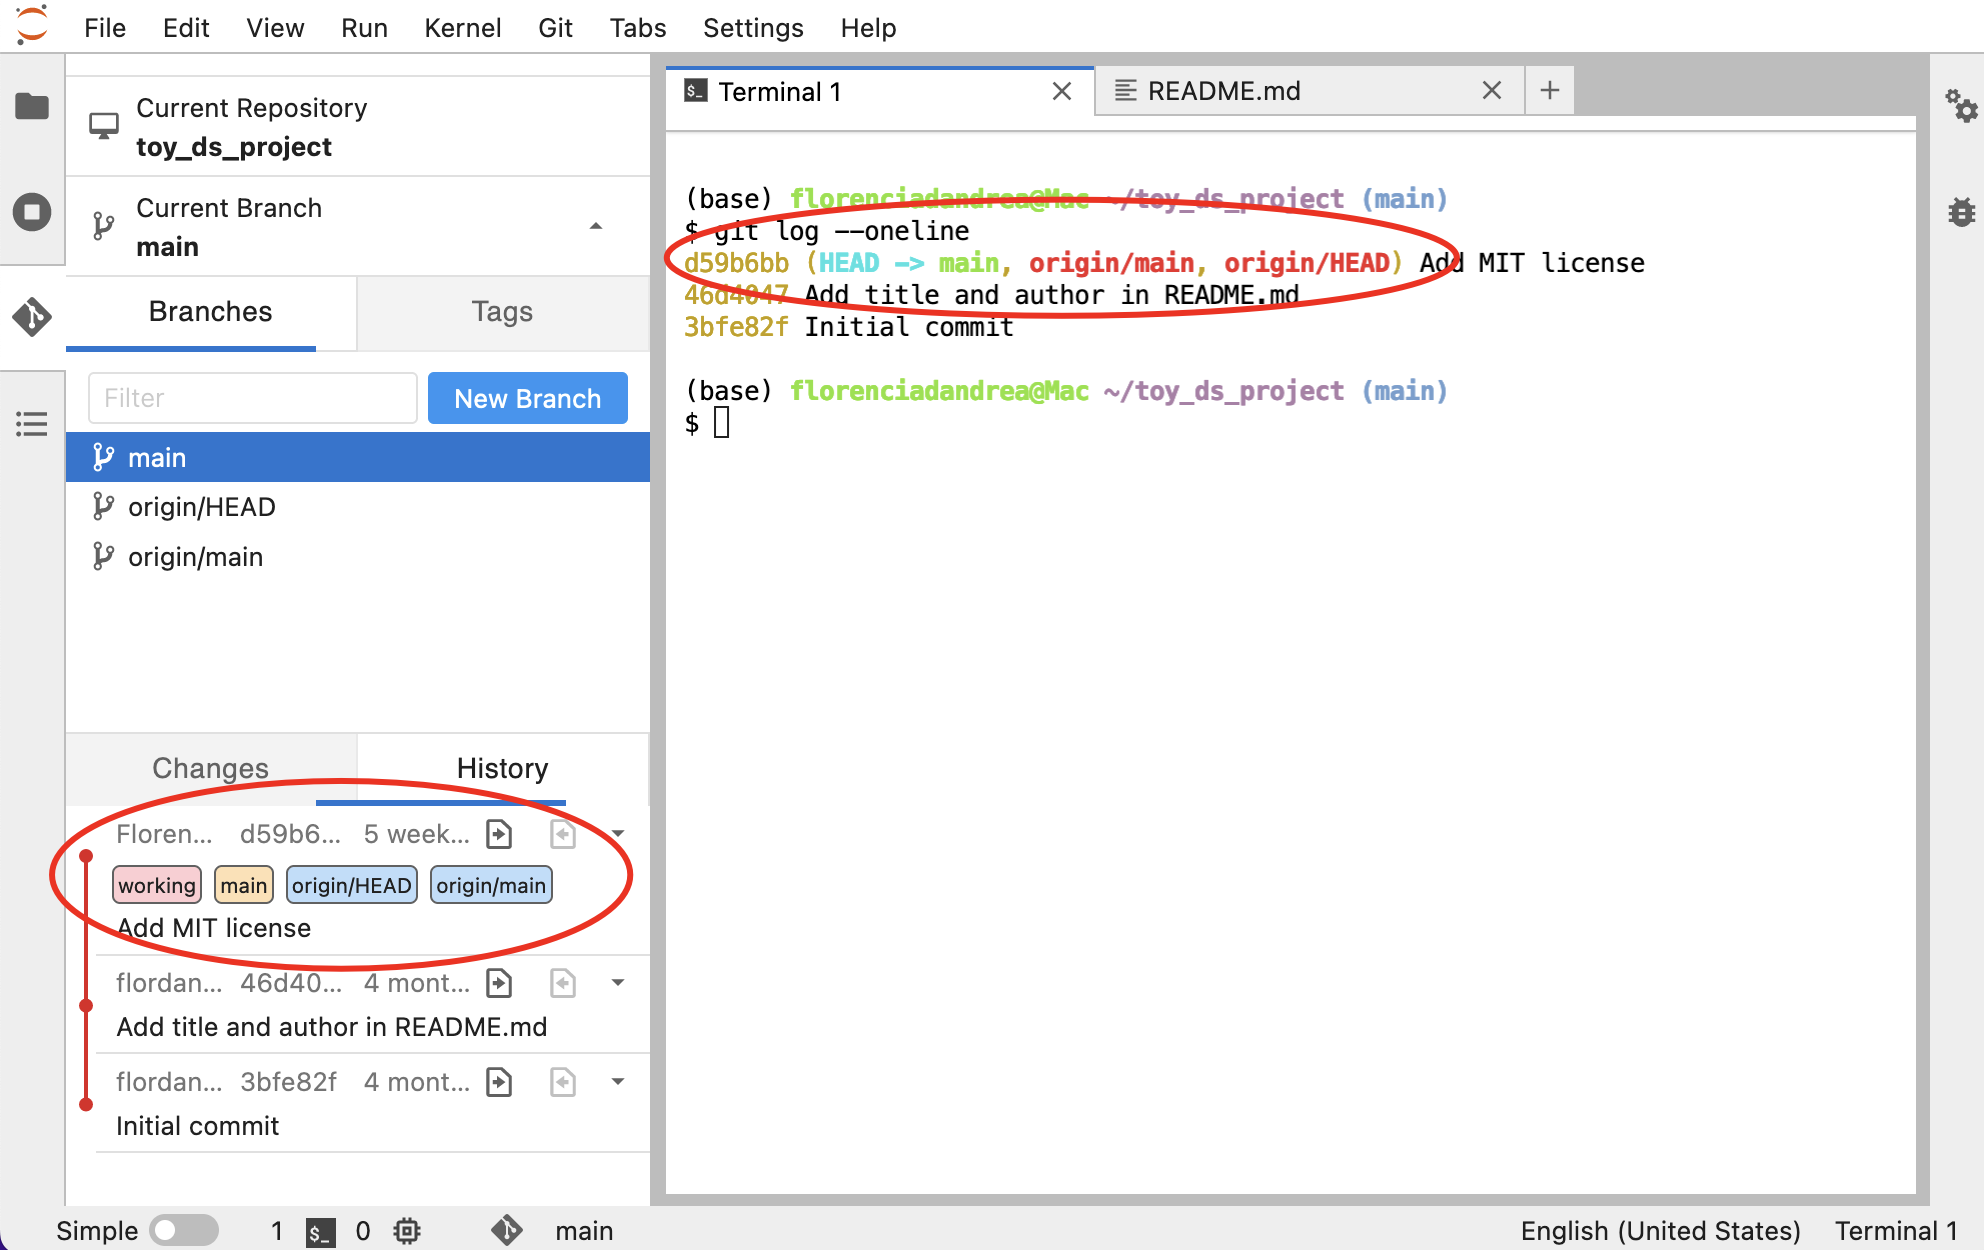 File Edit View Run Kernel Git Tabs Settings Help
Current Repository
toy_ds_project
Current Branch
main
Branches Tags
Filter New Branch
main
origin/HEAD
origin/main
Changes History
Floren... d59b6... 5 week...
working main origin/HEAD origin/main
Add MIT license
flordan... 46d40... 4 mont...
Add title and author in README.md
flordan... 3bfe82f 4 mont...
Initial commit
$_ Terminal 1 README.md
(base) florenciadandrea@Mac ~/toy_ds_project (main)
$ git log --oneline
d59b6bb (HEAD -> main, origin/main, origin/HEAD) Add MIT license
46d4047 Add title and author in README.md
3bfe82f Initial commit
(base) florenciadandrea@Mac ~/toy_ds_project (main)
$
Simple 1 $_ 0 main English (United States) Terminal 1